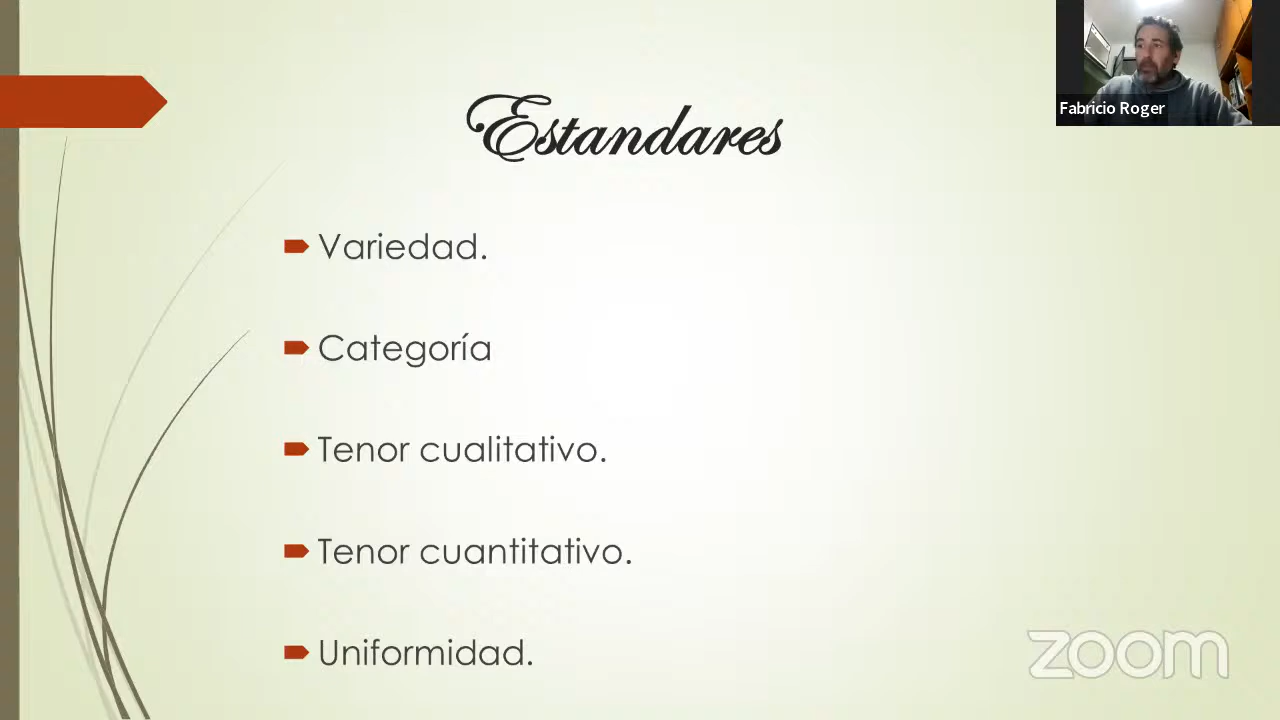 Estandares
Fabricio Roger
Variedad.
Categoría
Tenor cualitativo.
Tenor cuantitativo.
Uniformidad.
zoom